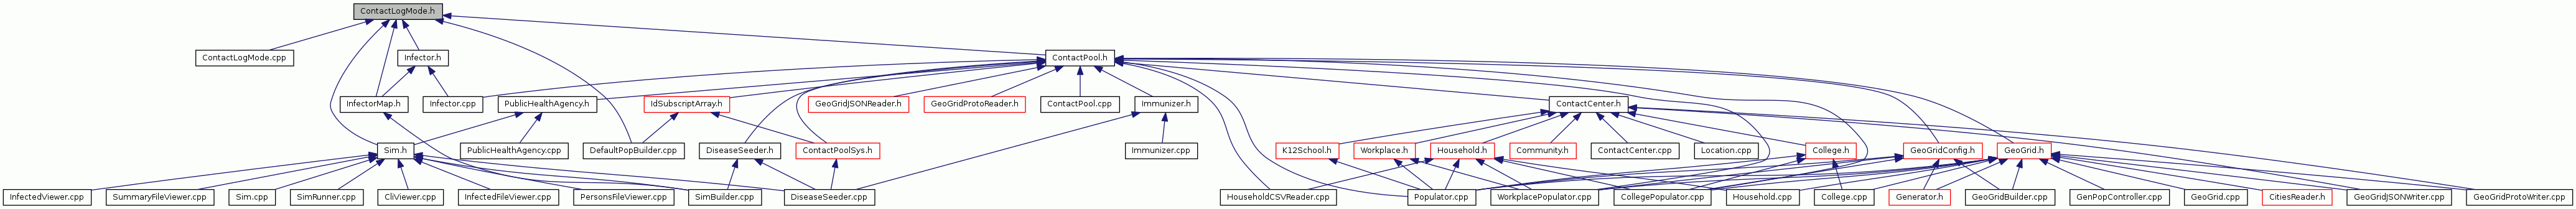 ContactLogMode.h
ContactLogMode.cpp
Infector.h
ContactPool.h
InfectorMap.h
Infector.cpp
PublicHealthAgency.h
IdSubscriptArray.h
GeoGridJSONReader.h
GeoGridProtoReader.h
ContactPool.cpp
Immunizer.h
ContactCenter.h
Sim.h
PublicHealthAgency.cpp
DefaultPopBuilder.cpp
DiseaseSeeder.h
ContactPoolSys.h
Immunizer.cpp
K12School.h
Workplace.h
Household.h
Community.h
ContactCenter.cpp
Location.cpp
College.h
GeoGridConfig.h
GeoGrid.h
InfectedViewer.cpp
SummaryFileViewer.cpp
Sim.cpp
SimRunner.cpp
CliViewer.cpp
InfectedFileViewer.cpp
PersonsFileViewer.cpp
SimBuilder.cpp
DiseaseSeeder.cpp
HouseholdCSVReader.cpp
Populator.cpp
WorkplacePopulator.cpp
CollegePopulator.cpp
Household.cpp
College.cpp
Generator.h
GeoGridBuilder.cpp
GenPopController.cpp
GeoGrid.cpp
CitiesReader.h
GeoGridJSONWriter.cpp
GeoGridProtoWriter.cpp